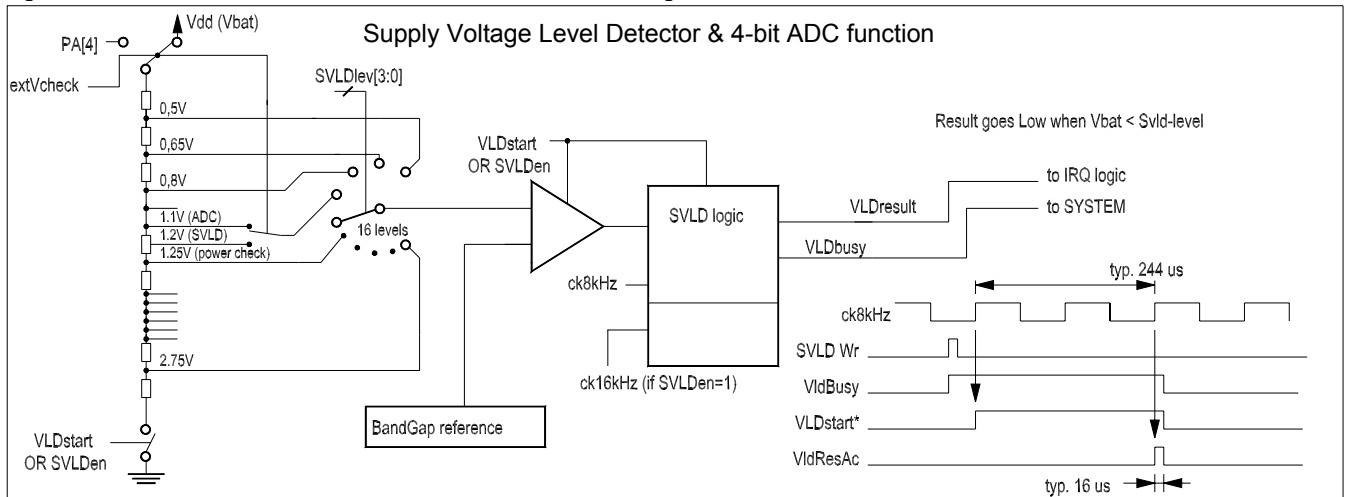 Supply Voltage Level Detector & 4-bit ADC function
Vdd (Vbat)
PA[4]
extVcheck
SVLDlev[3:0]
0,5V
0,65V
0,8V
1.1V (ADC)
1.2V (SVLD)
1.25V (power check)
16 levels
2.75V
VLDstart
OR SVLDen
VLDstart
OR SVLDen
SVLD logic
ck8kHz
ck16kHz (if SVLDen=1)
BandGap reference
Result goes Low when Vbat < Svld-level
VLDresult
to IRQ logic
to SYSTEM
VLDbusy
typ. 244 us
ck8kHz
SVLD Wr
VldBusy
VLDstart*
VldResAc
typ. 16 us